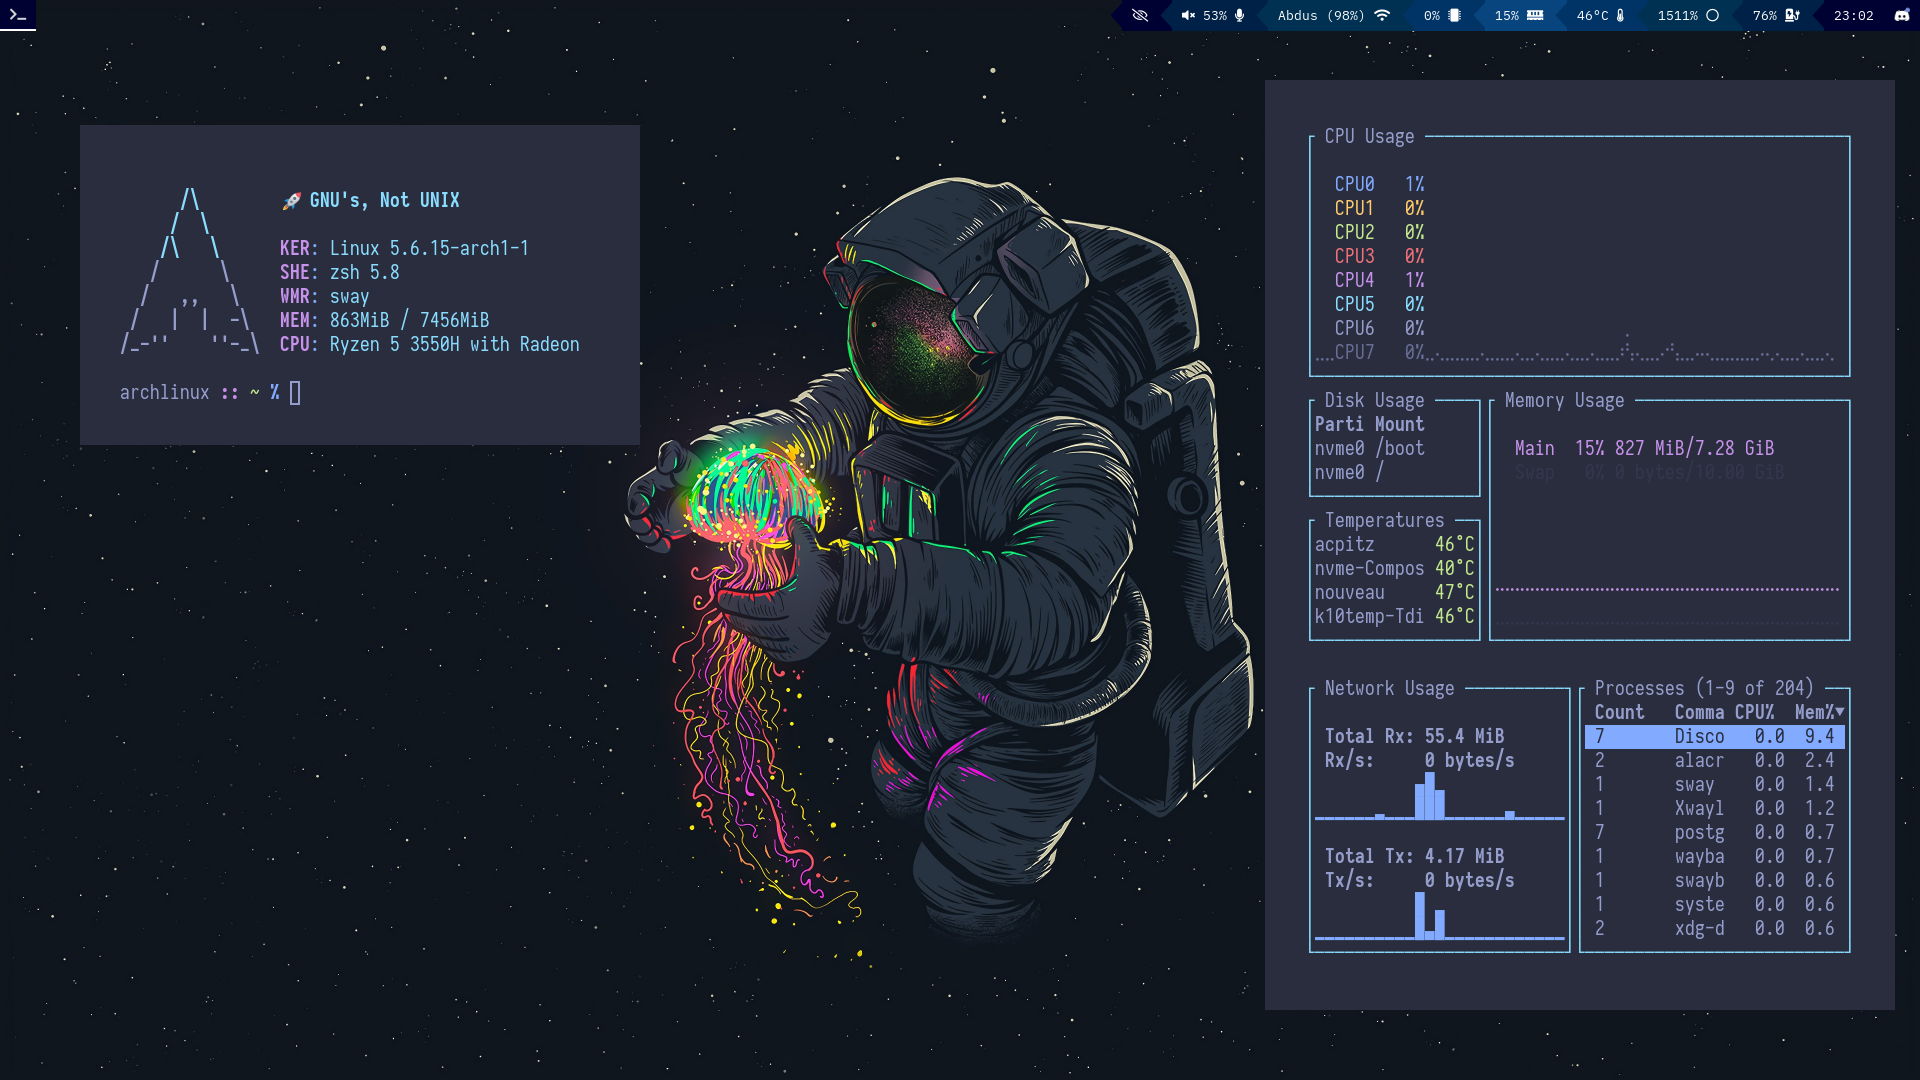 53% Abdus (98%) 0% 15% 46°C 1511% 76% 23:02
GNU's, Not UNIX
KER: Linux 5.6.15-arch1-1
SHE: zsh 5.8
WMR: sway
MEM: 863MiB / 7456MiB
CPU: Ryzen 5 3550H with Radeon
archlinux :: ~ %
CPU Usage
CPU0 1%
CPU1 0%
CPU2 0%
CPU3 0%
CPU4 1%
CPU5 0%
CPU6 0%
CPU7 0%
Disk Usage
Parti Mount
nvme0 /boot
nvme0 /
Memory Usage
Main 15% 827 MiB/7.28 GiB
Swap 0% 0 bytes/10.00 GiB
Temperatures
acpitz 46°C
nvme-Compos 40°C
nouveau 47°C
k10temp-Tdi 46°C
Network Usage
Total Rx: 55.4 MiB
Rx/s: 0 bytes/s
Total Tx: 4.17 MiB
Tx/s: 0 bytes/s
Processes (1-9 of 204)
Count Comma CPU% Mem%▼
7 Disco 0.0 9.4
2 alacr 0.0 2.4
1 sway 0.0 1.4
1 Xwayl 0.0 1.2
7 postg 0.0 0.7
1 wayba 0.0 0.7
1 swayb 0.0 0.6
1 syste 0.0 0.6
2 xdg-d 0.0 0.6